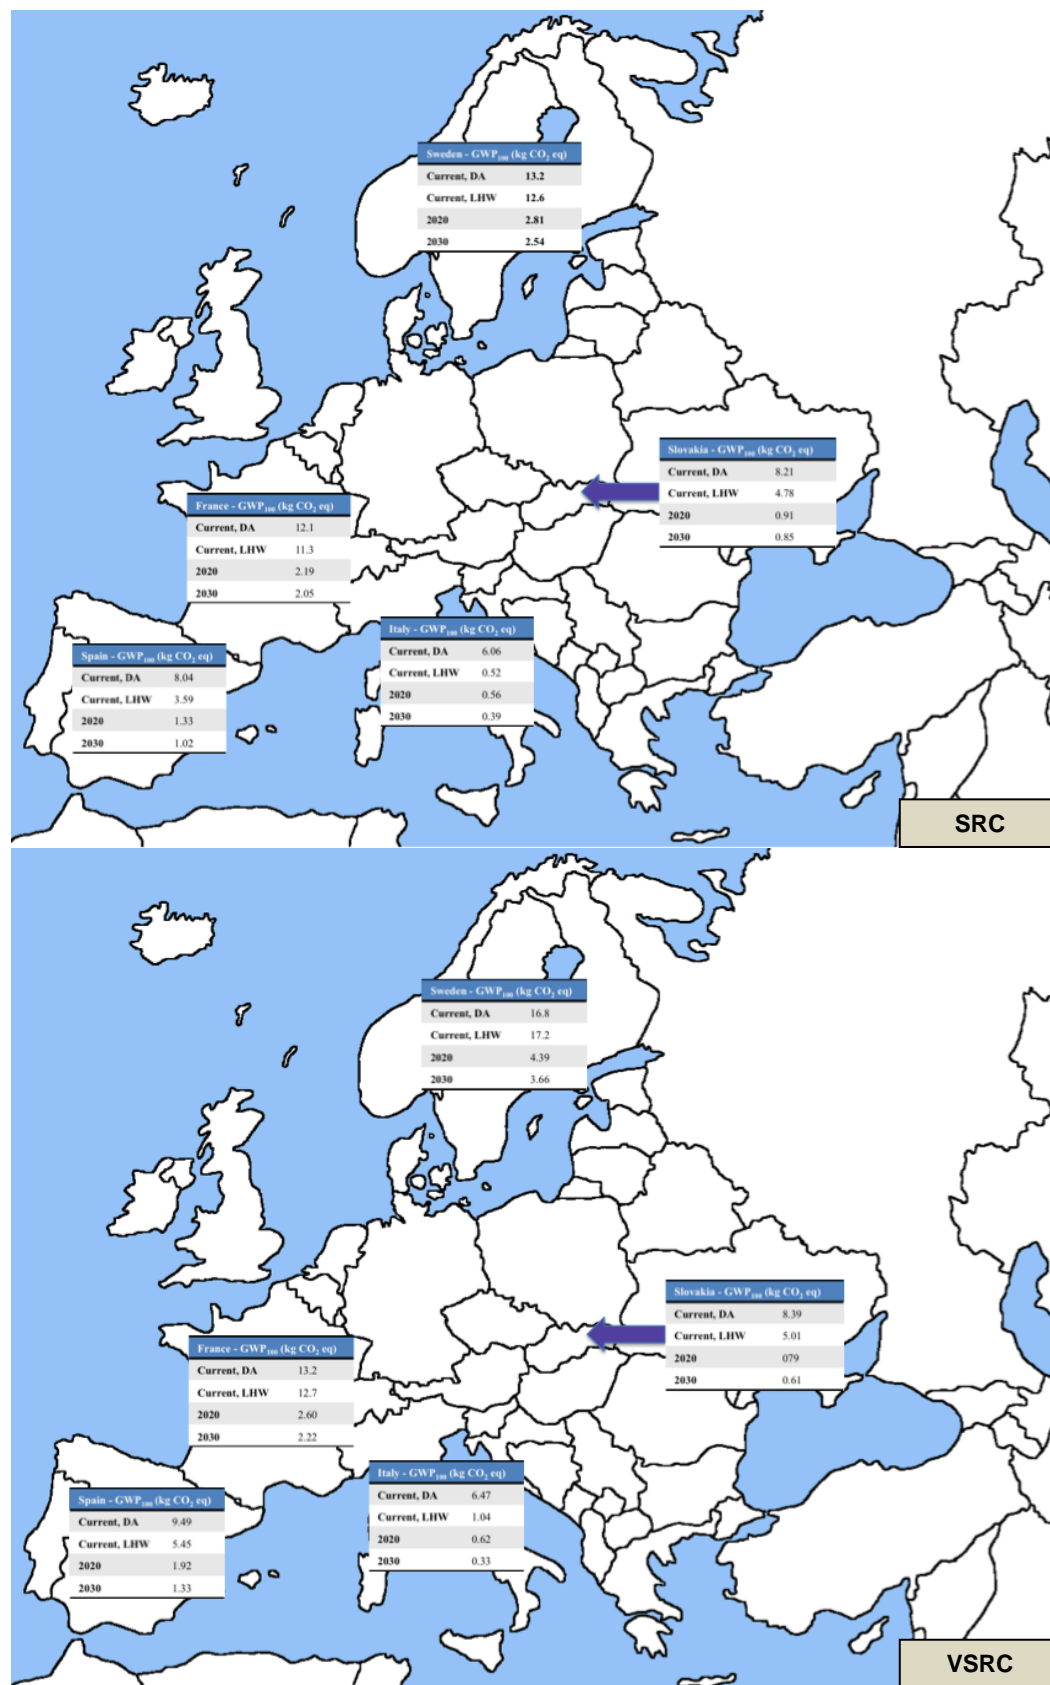 Sweden - GWP₁₀₀ (kg CO₂ eq)
Current, DA 13.2
Current, LHW 12.6
2020 2.81
2030 2.54
Slovakia - GWP₁₀₀ (kg CO₂ eq)
Current, DA 8.21
Current, LHW 4.78
2020 0.91
2030 0.85
France - GWP₁₀₀ (kg CO₂ eq)
Current, DA 12.1
Current, LHW 11.3
2020 2.19
2030 2.05
Italy - GWP₁₀₀ (kg CO₂ eq)
Current, DA 6.06
Current, LHW 0.52
2020 0.56
2030 0.39
Spain - GWP₁₀₀ (kg CO₂ eq)
Current, DA 8.04
Current, LHW 3.59
2020 1.33
2030 1.02
SRC
Sweden - GWP₁₀₀ (kg CO₂ eq)
Current, DA 16.8
Current, LHW 17.2
2020 4.39
2030 3.66
Slovakia - GWP₁₀₀ (kg CO₂ eq)
Current, DA 8.39
Current, LHW 5.01
2020 079
2030 0.61
France - GWP₁₀₀ (kg CO₂ eq)
Current, DA 13.2
Current, LHW 12.7
2020 2.60
2030 2.22
Italy - GWP₁₀₀ (kg CO₂ eq)
Current, DA 6.47
Current, LHW 1.04
2020 0.62
2030 0.33
Spain - GWP₁₀₀ (kg CO₂ eq)
Current, DA 9.49
Current, LHW 5.45
2020 1.92
2030 1.33
VSRC